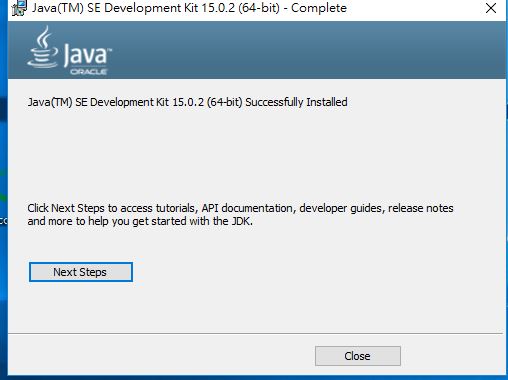 Java(TM) SE Development Kit 15.0.2 (64-bit) - Complete
Java
ORACLE
Java(TM) SE Development Kit 15.0.2 (64-bit) Successfully Installed
Click Next Steps to access tutorials, API documentation, developer guides, release notes
and more to help you get started with the JDK.
Next Steps
Close